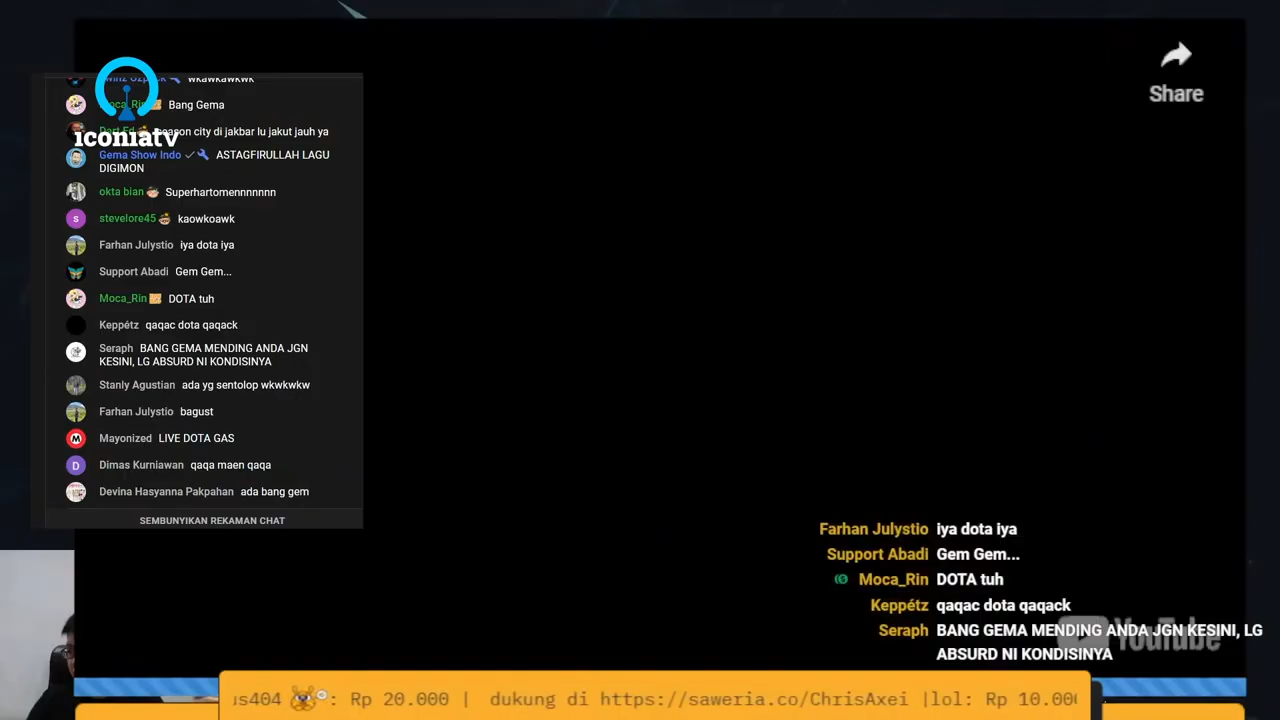 wkawkawkwk
Bang Gema
season city di jakbar lu jakut jauh ya
iconiatv
Gema Show Indo ASTAGFIRULLAH LAGU
DIGIMON
okta bian Superhartomennnnnn
stevelore45 kaowkoawk
Farhan Julystio iya dota iya
Support Abadi Gem Gem...
Moca_Rin DOTA tuh
Keppétz qaqac dota qaqack
Seraph BANG GEMA MENDING ANDA JGN
KESINI, LG ABSURD NI KONDISINYA
Stanly Agustian ada yg sentolop wkwkwkw
Farhan Julystio bagust
Mayonized LIVE DOTA GAS
Dimas Kurniawan qaqa maen qaqa
Devina Hasyanna Pakpahan ada bang gem
SEMBUNYIKAN REKAMAN CHAT
Share
Farhan Julystio iya dota iya
Support Abadi Gem Gem...
Moca_Rin DOTA tuh
Keppétz qaqac dota qaqack
Seraph BANG GEMA MENDING ANDA JGN KESINI, LG
ABSURD NI KONDISINYA
YouTube
us404 : Rp 20.000 | dukung di https://saweria.co/ChrisAxei |lol: Rp 10.000